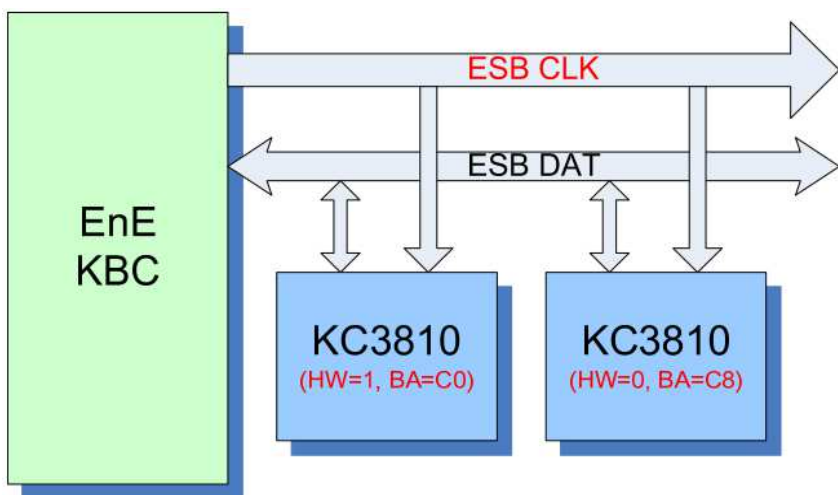 ESB CLK
ESB DAT
EnE
KBC
KC3810
(HW=1, BA=C0)
KC3810
(HW=0, BA=C8)